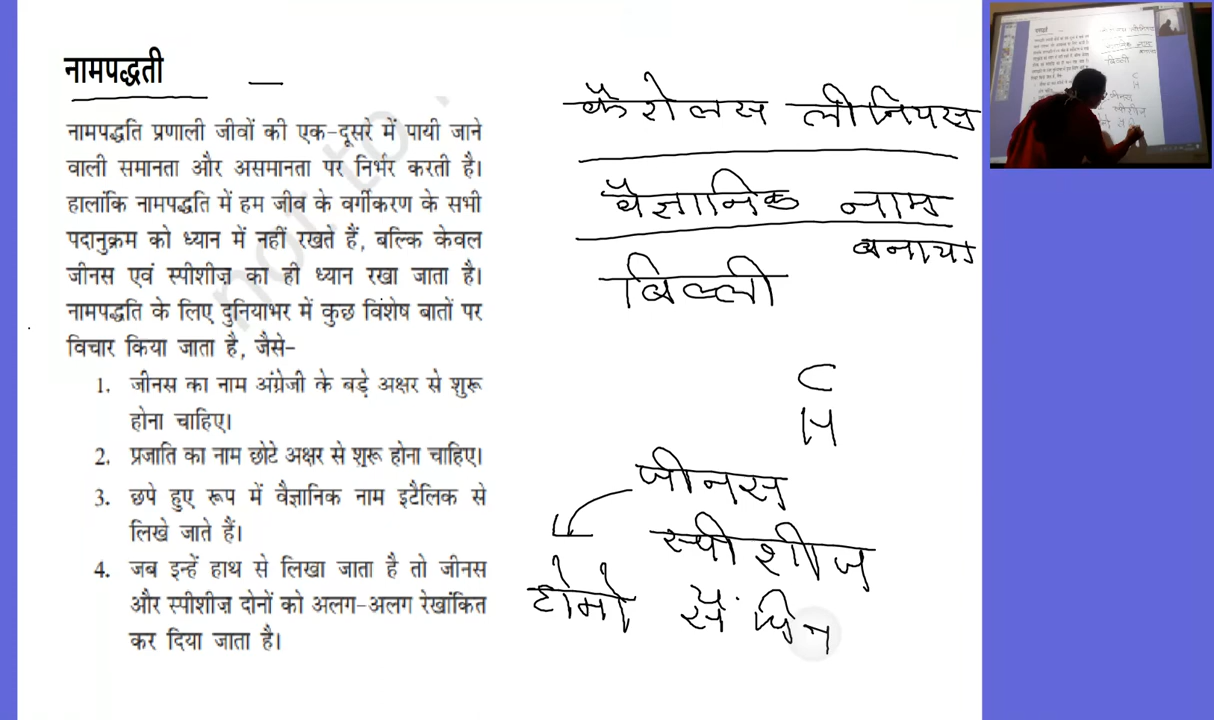 नामपद्धती
नामपद्धति प्रणाली जीवों की एक-दूसरे में पायी जाने
वाली समानता और असमानता पर निर्भर करती है।
हालांकि नामपद्धति में हम जीव के वर्गीकरण के सभी
पदानुक्रम को ध्यान में नहीं रखते हैं, बल्कि केवल
जीनस एवं स्पीशीज़ का ही ध्यान रखा जाता है।
नामपद्धति के लिए दुनियाभर में कुछ विशेष बातों पर
विचार किया जाता है, जैसे-
1. जीनस का नाम अंग्रेजी के बड़े अक्षर से शुरू
होना चाहिए।
2. प्रजाति का नाम छोटे अक्षर से शुरू होना चाहिए।
3. छपे हुए रूप में वैज्ञानिक नाम इटैलिक से
लिखे जाते हैं।
4. जब इन्हें हाथ से लिखा जाता है तो जीनस
और स्पीशीज़ दोनों को अलग-अलग रेखांकित
कर दिया जाता है।
कैरोलस लीनियस
वैज्ञानिक नाम
बनाया
बिल्ली
C
H
जीनस
स्पीशीज
होमो
not to